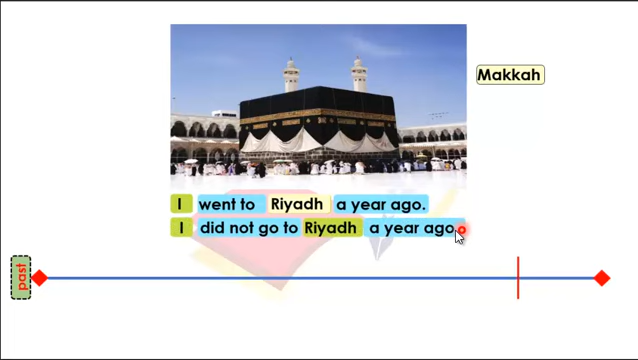 Makkah
I went to Riyadh a year ago.
I did not go to Riyadh a year ago.
past